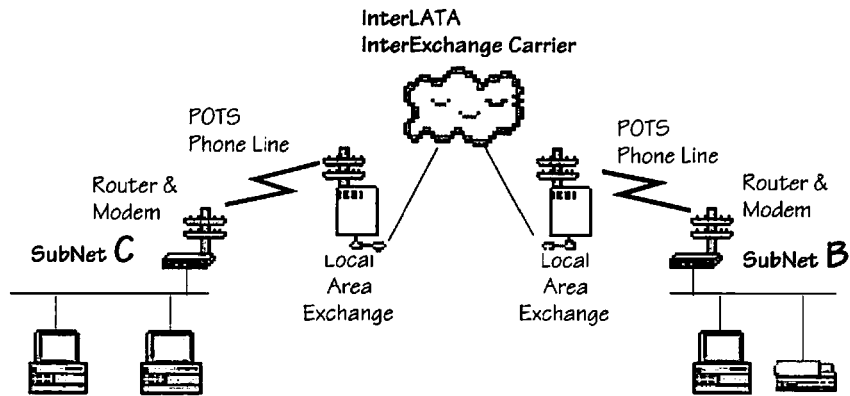 InterLATA
InterExchange Carrier
POTS
Phone Line
POTS
Phone Line
Router &
Modem
Router &
Modem
SubNet C
SubNet B
Local
Area
Exchange
Local
Area
Exchange